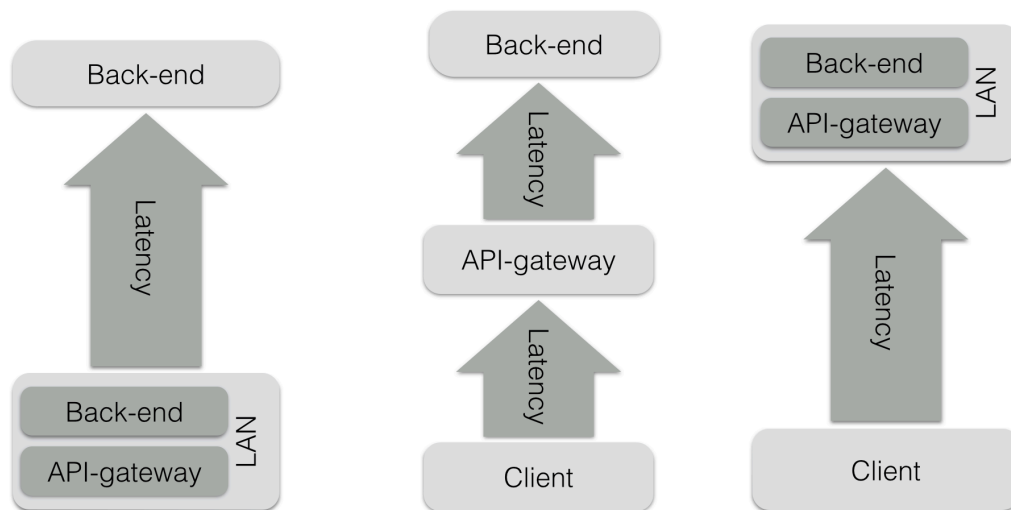 Back-end
Latency
Back-end
API-gateway
LAN
Back-end
Latency
API-gateway
Latency
Client
Back-end
API-gateway
LAN
Latency
Client